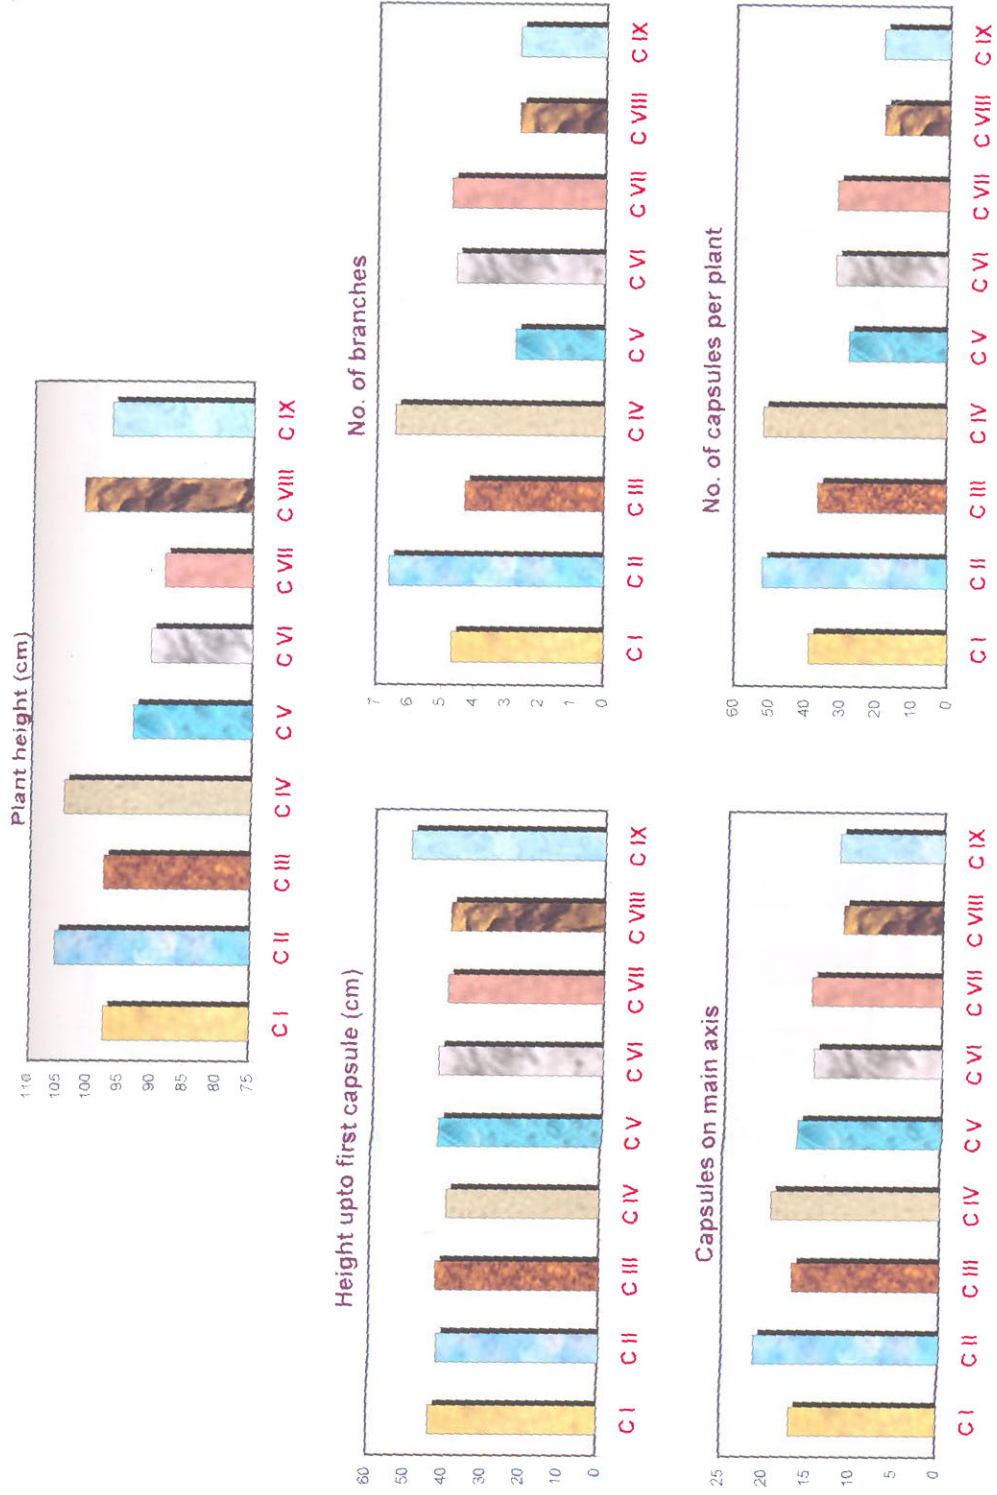 Plant height (cm)
110
105
100
95
90
85
80
75
C I
C II
C III
C IV
C V
C VI
C VII
C VIII
C IX
Height upto first capsule (cm)
60
50
40
30
20
10
0
C I
C II
C III
C IV
C V
C VI
C VII
C VIII
C IX
No. of branches
7
6
5
4
3
2
1
0
C I
C II
C III
C IV
C V
C VI
C VII
C VIII
C IX
Capsules on main axis
25
20
15
10
5
0
C I
C II
C III
C IV
C V
C VI
C VII
C VIII
C IX
No. of capsules per plant
60
50
40
30
20
10
0
C I
C II
C III
C IV
C V
C VI
C VII
C VIII
C IX